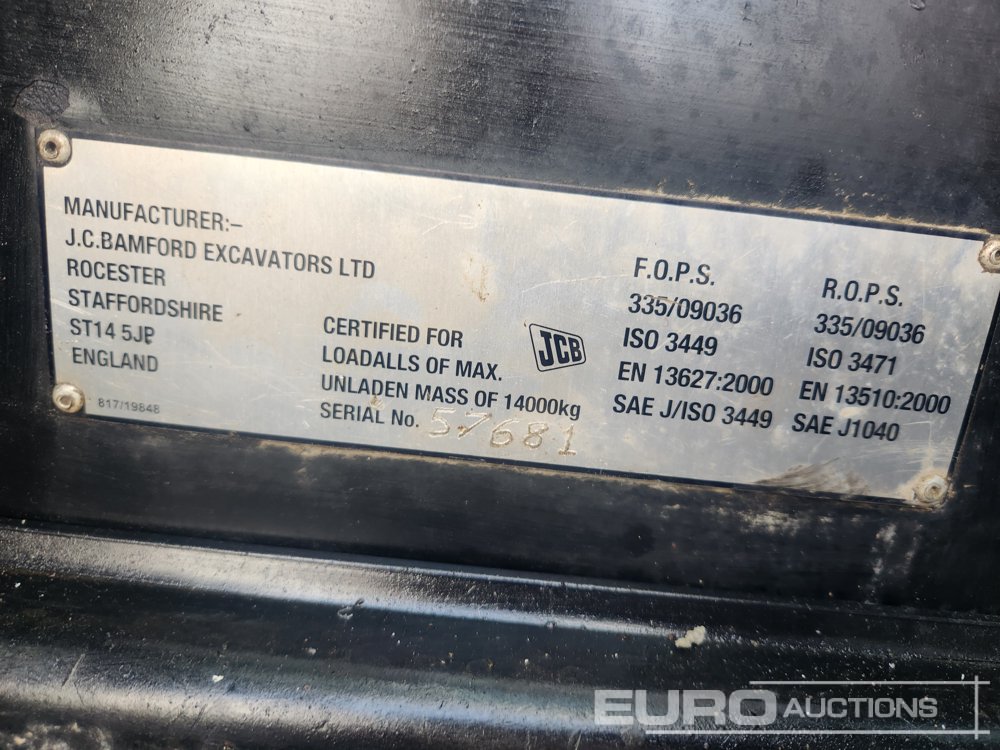 MANUFACTURER:–
J.C.BAMFORD EXCAVATORS LTD
ROCESTER
STAFFORDSHIRE
ST14 5JP
ENGLAND
817/19848
CERTIFIED FOR
LOADALLS OF MAX.
UNLADEN MASS OF 14000kg
SERIAL No. 57681
JCB
F.O.P.S.
335/09036
ISO 3449
EN 13627:2000
SAE J/ISO 3449
R.O.P.S.
335/09036
ISO 3471
EN 13510:2000
SAE J1040
EURO AUCTIONS